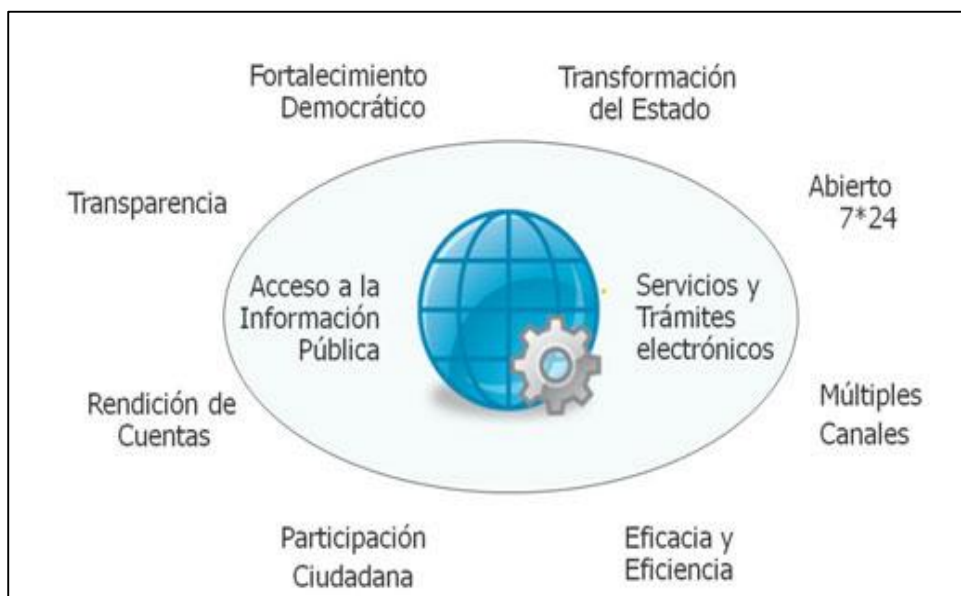 Fortalecimiento
Democrático
Transformación
del Estado
Transparencia
Abierto
7*24
Acceso a la
Información
Pública
Servicios y
Trámites
electrónicos
Rendición de
Cuentas
Múltiples
Canales
Participación
Ciudadana
Eficacia y
Eficiencia